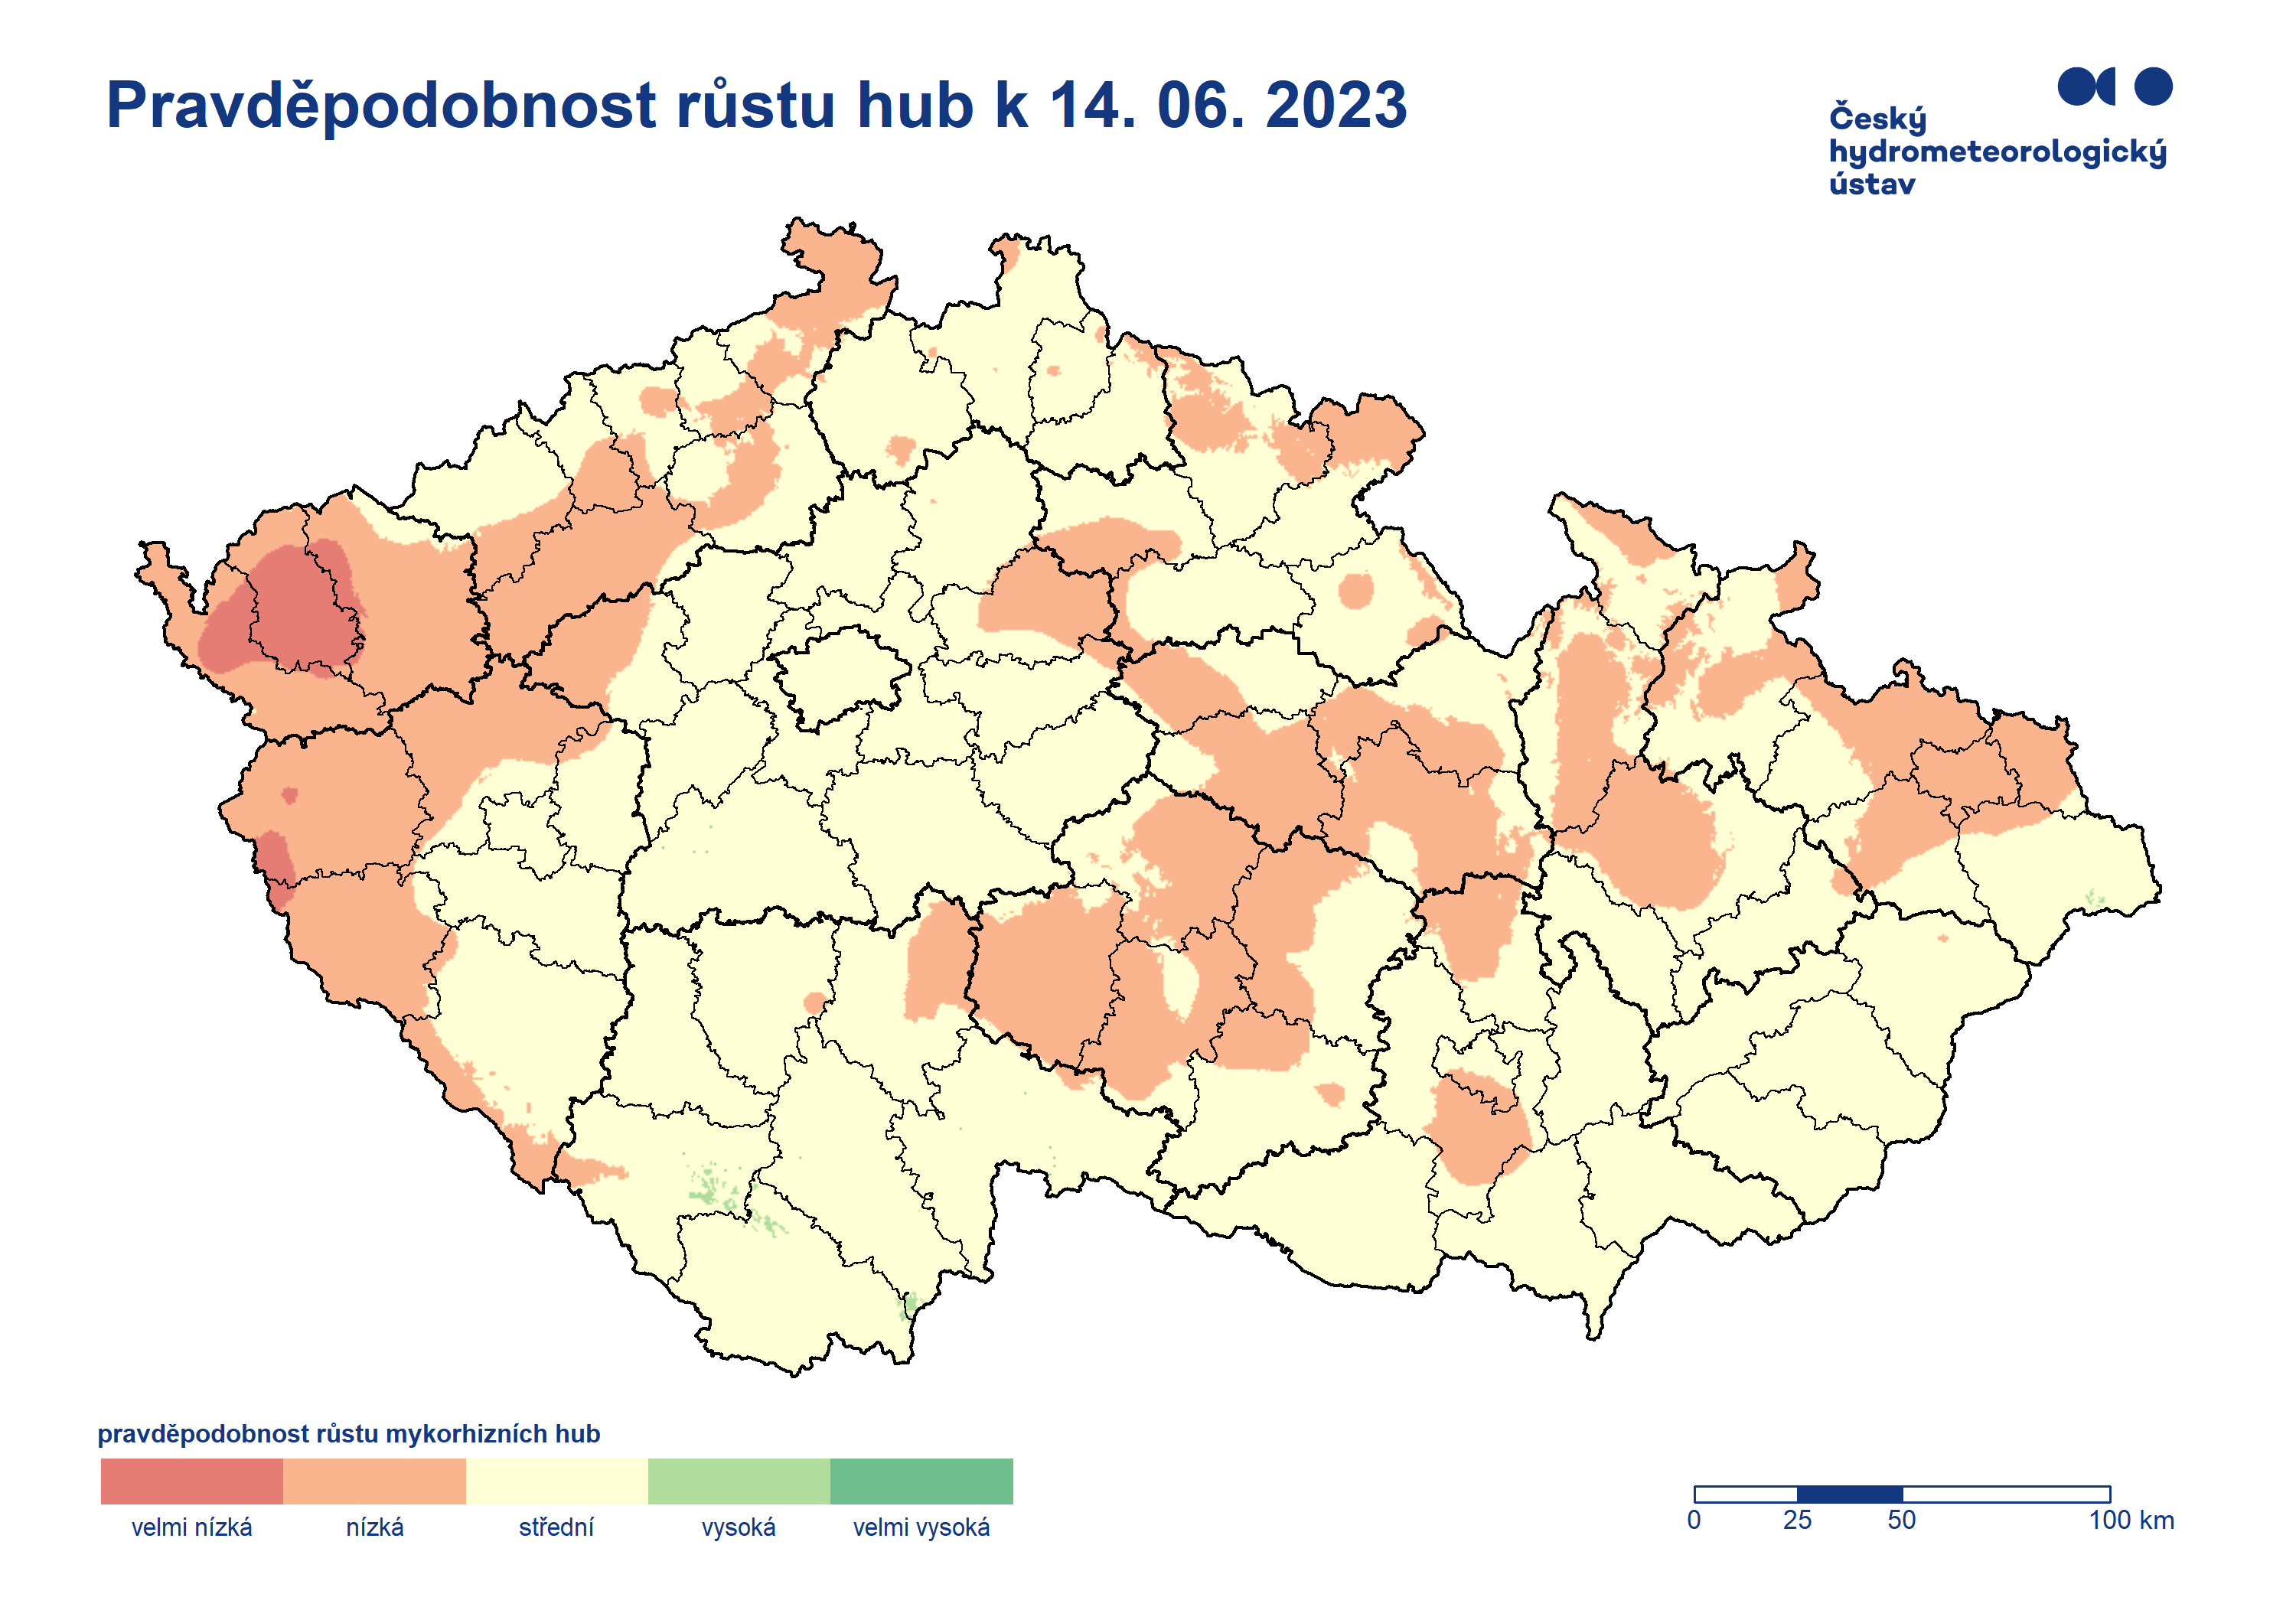 Pravděpodobnost růstu hub k 14. 06. 2023
Český
hydrometeorologický
ústav
pravděpodobnost růstu mykorhizních hub
velmi nízká nízká střední vysoká velmi vysoká
0 25 50 100 km